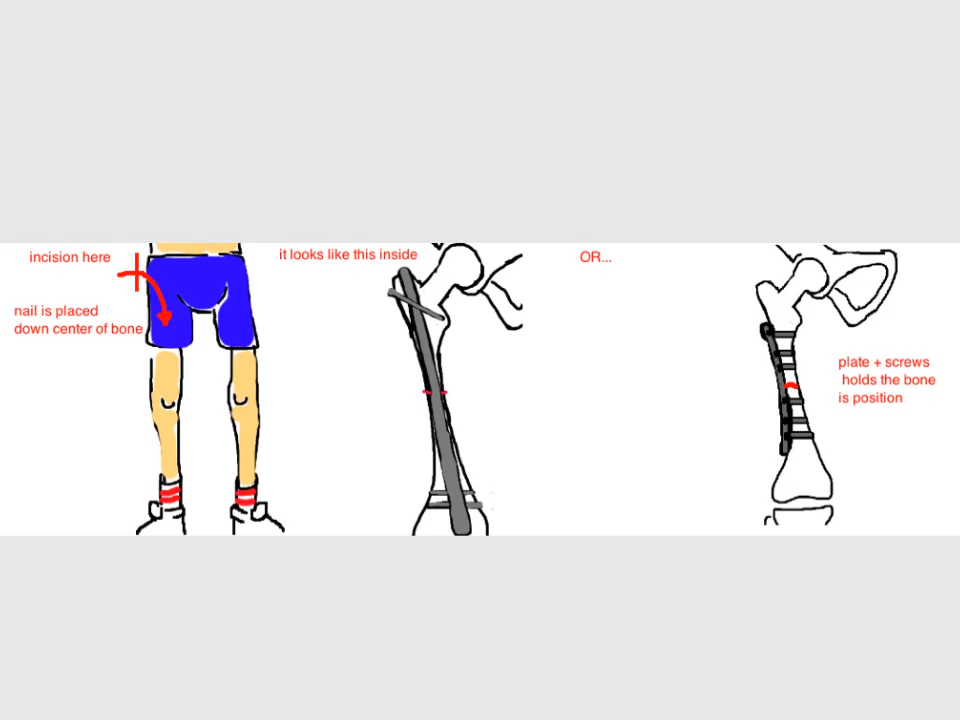 incision here
nail is placed
down center of bone
it looks like this inside
OR...
plate + screws
holds the bone
is position